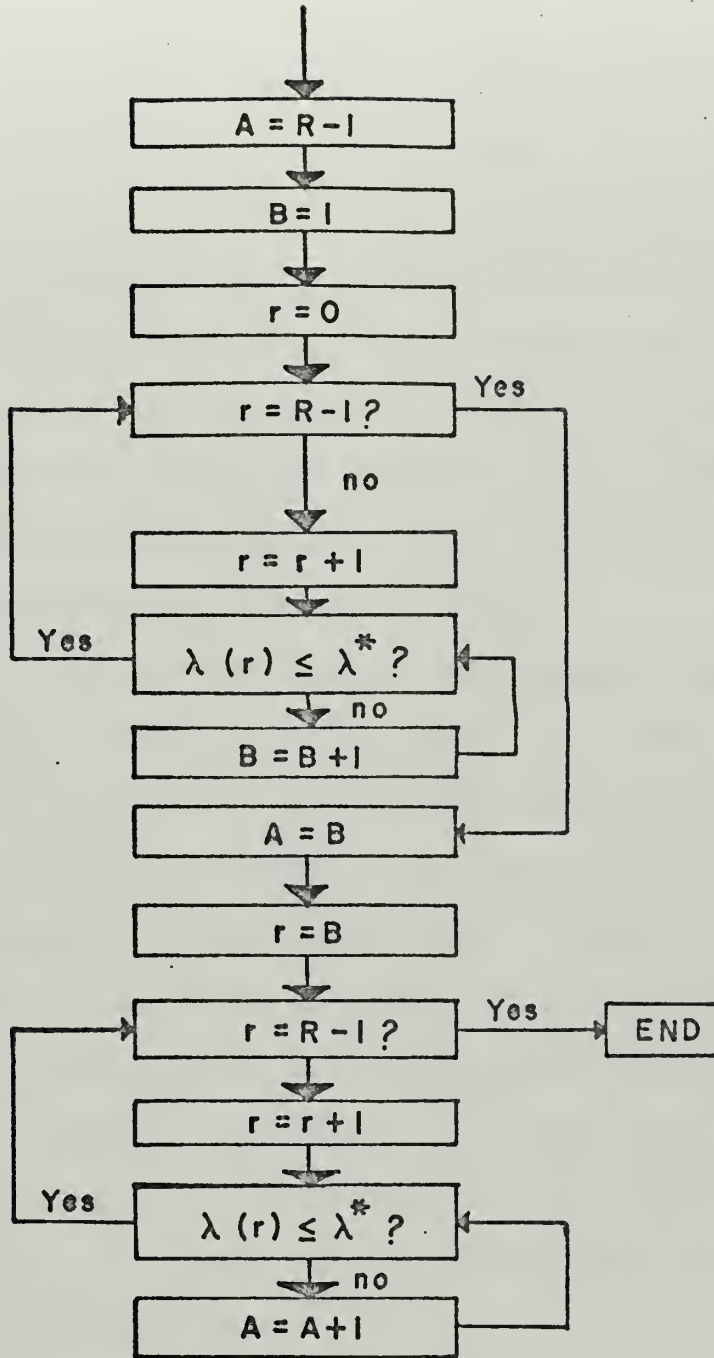 A = R-1
B = 1
r = 0
r = R-1?
Yes
no
r = r + 1
Yes
λ (r) ≤ λ* ?
no
B = B+1
A = B
r = B
r = R-1?
Yes
END
r = r + 1
Yes
λ (r) ≤ λ* ?
no
A = A+1